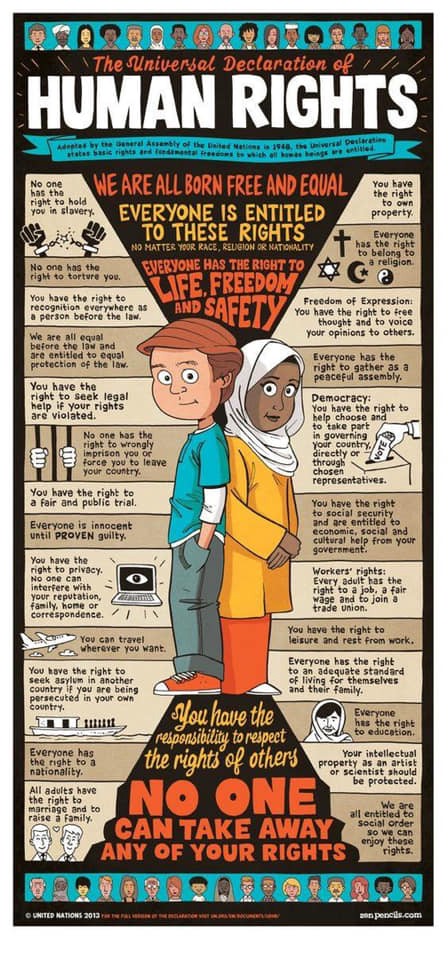 The Universal Declaration of
HUMAN RIGHTS
Adopted by the General Assembly of the United Nations in 1948, the Universal Declaration
states basic rights and fundamental freedoms to which all human beings are entitled.
WE ARE ALL BORN FREE AND EQUAL
EVERYONE IS ENTITLED
TO THESE RIGHTS
NO MATTER YOUR RACE, RELIGION OR NATIONALITY
EVERYONE HAS THE RIGHT TO
LIFE, FREEDOM
AND SAFETY
No one
has the
right to hold
you in slavery.
No one has the
right to torture you.
You have the right to
recognition everywhere as
a person before the law.
We are all equal
before the law and
are entitled to equal
protection of the law.
You have the
right to seek legal
help if your rights
are violated.
No one has the
right to wrongly
imprison you or
force you to leave
your country.
You have the right to
a fair and public trial.
Everyone is innocent
until PROVEN guilty.
You have the
right to privacy.
No one can
interfere with
your reputation,
family, home or
correspondence.
You can travel
wherever you want.
You have the right to
seek asylum in another
country if you are being
persecuted in your own
country.
Everyone has
the right to a
nationality.
All adults have
the right to
marriage and to
raise a family.
You have
the right
to own
property.
Everyone
has the right
to belong to
a religion.
Freedom of Expression:
You have the right to free
thought and to voice
your opinions to others.
Everyone has the
right to gather as a
peaceful assembly.
Democracy:
You have the right to
help choose and
to take part
in governing
your country,
directly or
through
chosen
representatives.
VOTE
You have the right
to social security
and are entitled to
economic, social and
cultural help from your
government.
Workers' rights:
Every adult has the
right to a job, a fair
wage and to join a
trade union.
You have the right to
leisure and rest from work.
Everyone has the right
to an adequate standard
of living for themselves
and their family.
Everyone
has the right
to education.
Your intellectual
property as an artist
or scientist should
be protected.
We are
all entitled to
social order
so we can
enjoy these
rights.
You have the
responsibility to respect
the rights of others
NO ONE
CAN TAKE AWAY
ANY OF YOUR RIGHTS
© UNITED NATIONS 2013 FOR THE FULL VERSION OF THE DECLARATION VISIT UN.ORG/EN/DOCUMENTS/UDHR/
zenpencils.com